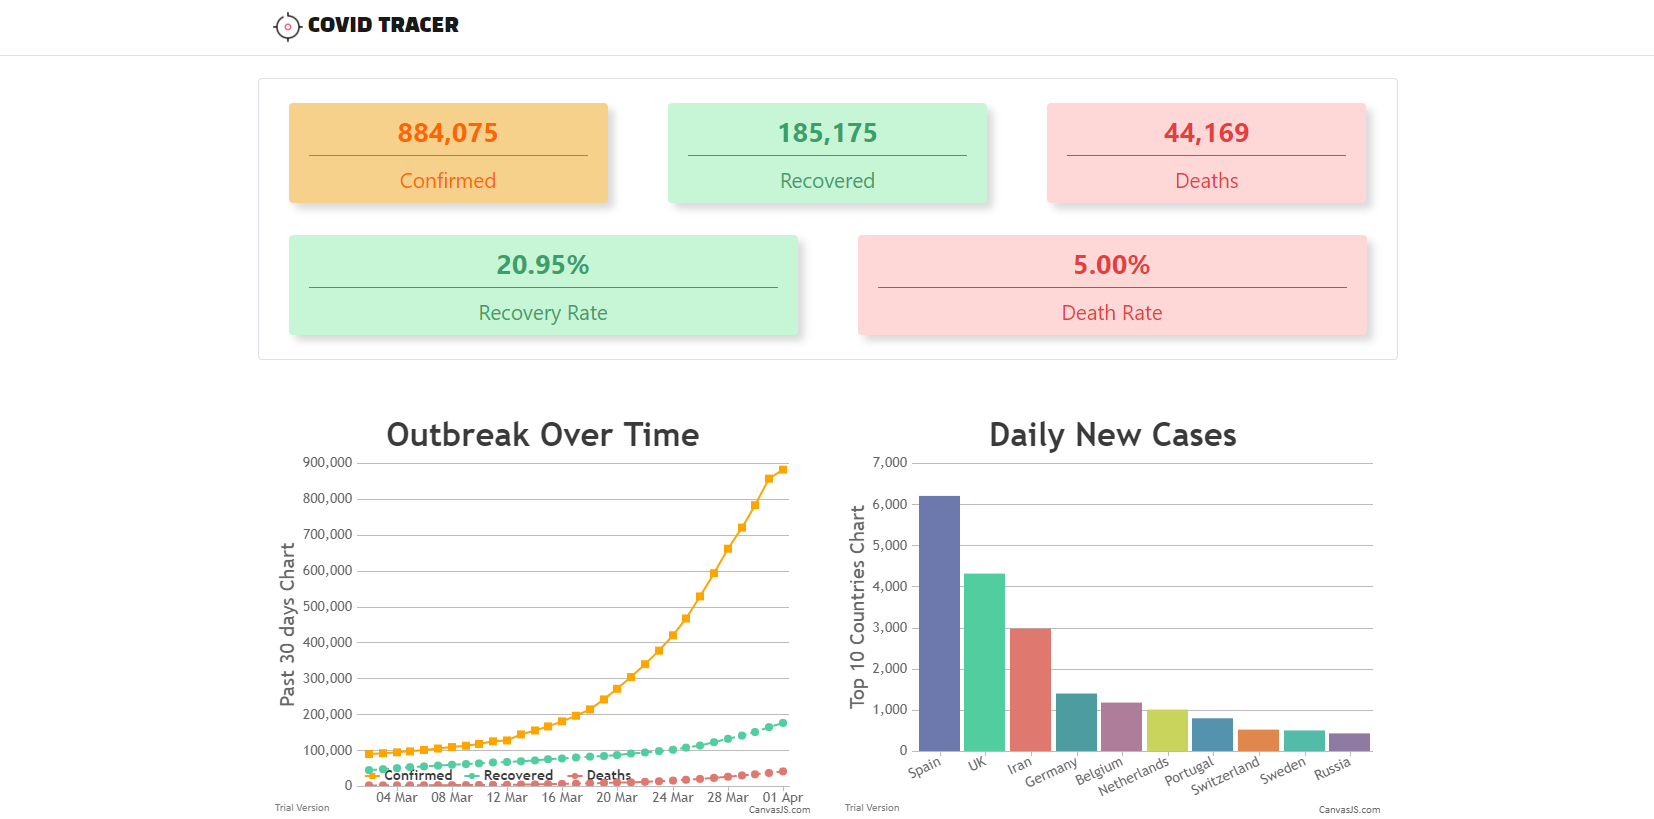 COVID TRACER
884,075
Confirmed
185,175
Recovered
44,169
Deaths
20.95%
Recovery Rate
5.00%
Death Rate
Outbreak Over Time
Past 30 days Chart
900,000
800,000
700,000
600,000
500,000
400,000
300,000
200,000
100,000
0
Confirmed Recovered Deaths
04 Mar 08 Mar 12 Mar 16 Mar 20 Mar 24 Mar 28 Mar 01 Apr
Trial Version
CanvasJS.com
Daily New Cases
Top 10 Countries Chart
7,000
6,000
5,000
4,000
3,000
2,000
1,000
0
Spain UK Iran Germany Belgium Netherlands Portugal Switzerland Sweden Russia
Trial Version
CanvasJS.com